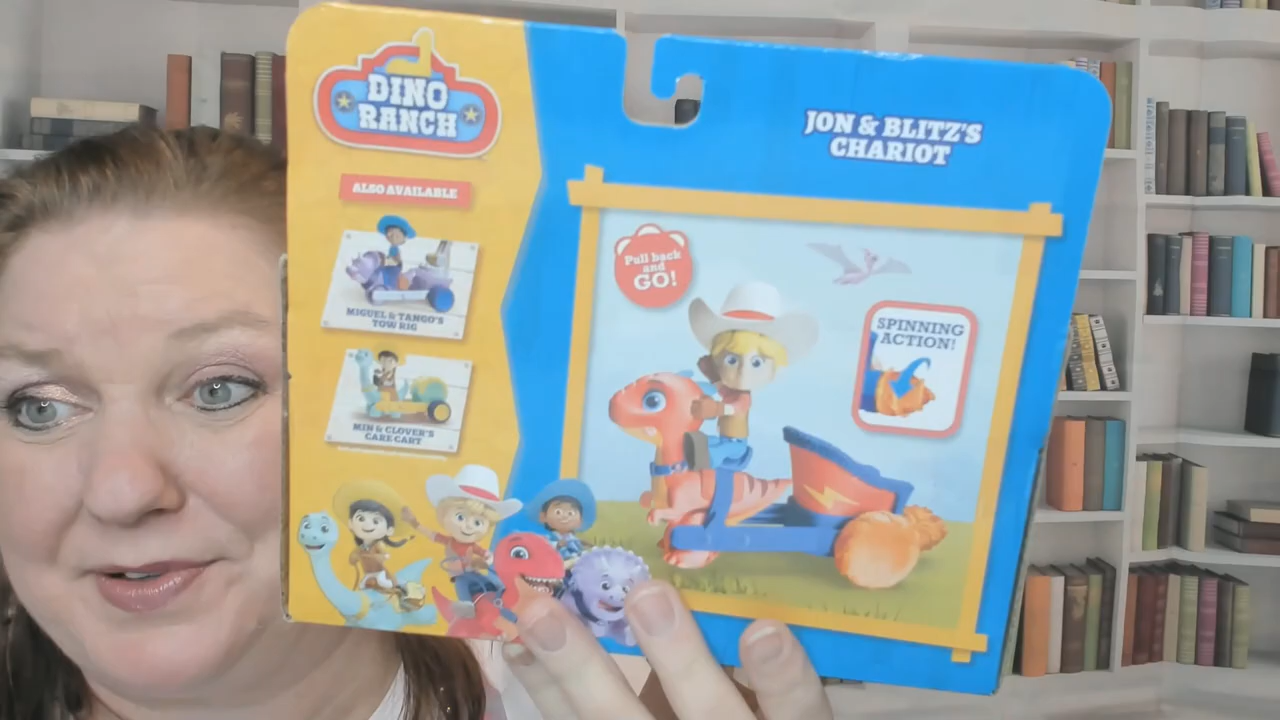 DINO
RANCH
ALSO AVAILABLE
MIGUEL & TANGO'S
TOW RIG
MIN & CLOVER'S
CARE CART
JON & BLITZ'S
CHARIOT
Pull back
and
GO!
SPINNING
ACTION!